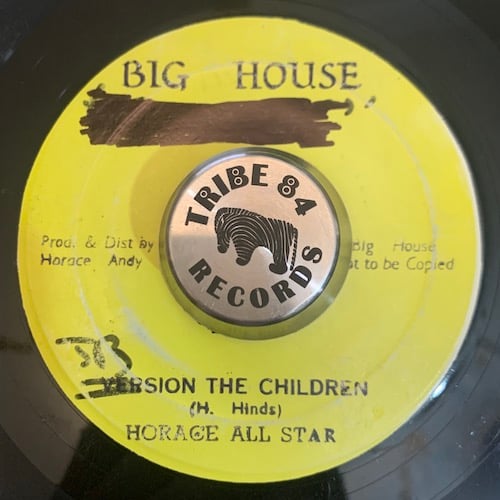 BIG HOUSE
TRIBE 84
RECORDS
Prod. & Dist by
Horace Andy
Big House
to be Copied
VERSION THE CHILDREN
(H. Hinds)
HORACE ALL STAR